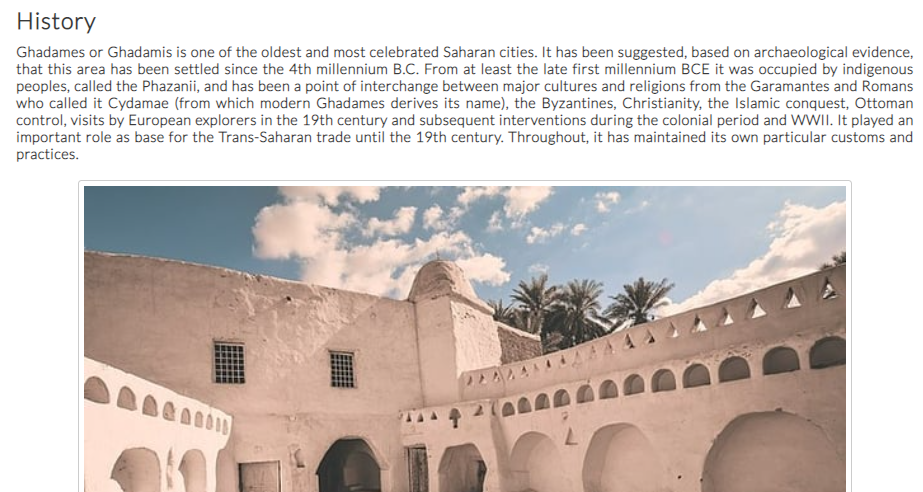 History
Ghadames or Ghadamis is one of the oldest and most celebrated Saharan cities. It has been suggested, based on archaeological evidence,
that this area has been settled since the 4th millennium B.C. From at least the late first millennium BCE it was occupied by indigenous
peoples, called the Phazanii, and has been a point of interchange between major cultures and religions from the Garamantes and Romans
who called it Cydamae (from which modern Ghadames derives its name), the Byzantines, Christianity, the Islamic conquest, Ottoman
control, visits by European explorers in the 19th century and subsequent interventions during the colonial period and WWII. It played an
important role as base for the Trans-Saharan trade until the 19th century. Throughout, it has maintained its own particular customs and
practices.